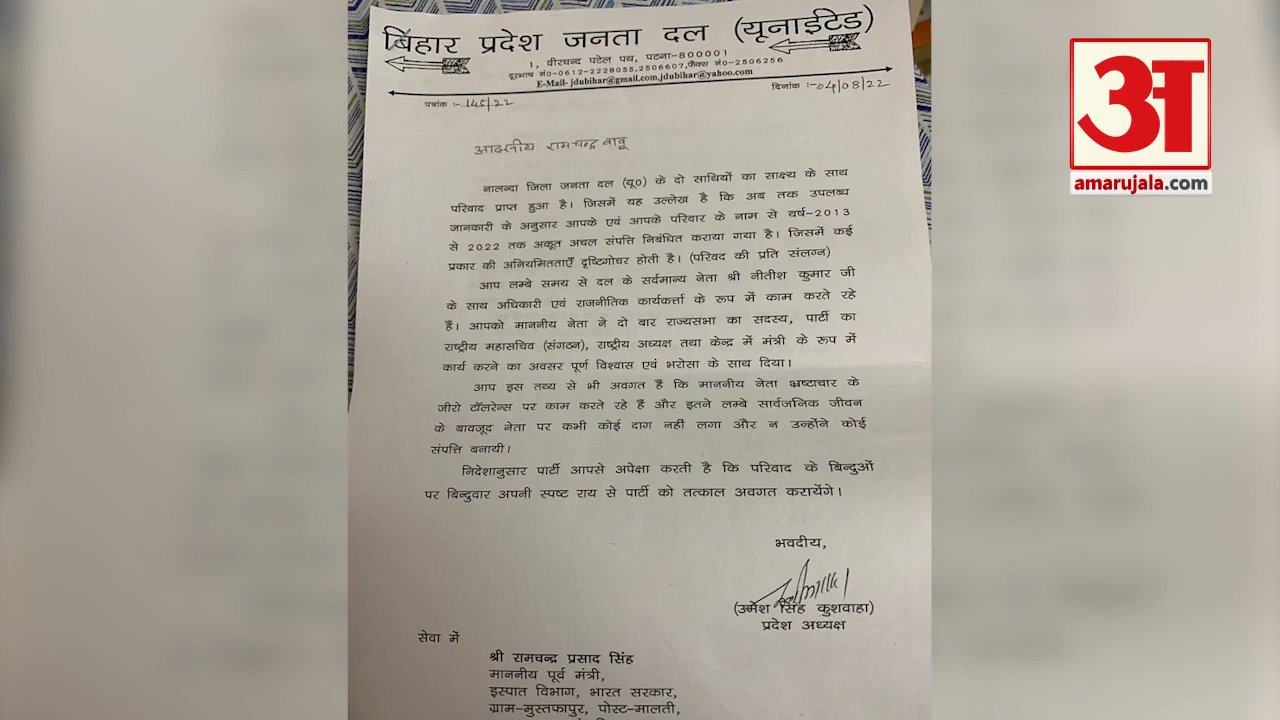 बिहार प्रदेश जनता दल (यूनाईटेड)
1, वीरचन्द पटेल पथ, पटना-800001
दूरभाष नं0-0612-2228055,2506607,फैक्स नं0-2506256
E-Mail- jdubihar@gmail.com,jdubihar@yahoo.com
पत्रांक :- 145/22
दिनांक :-04/08/22
आदरणीय रामचन्द्र बाबू
नालन्दा जिला जनता दल (यू0) के दो साथियों का साक्ष्य के साथ
परिवाद प्राप्त हुआ है। जिसमें यह उल्लेख है कि अब तक उपलब्ध
जानकारी के अनुसार आपके एवं आपके परिवार के नाम से वर्ष-2013
से 2022 तक अकूत अचल संपत्ति निबंधित कराया गया है। जिसमें कई
प्रकार की अनियमितताएँ दृष्टिगोचर होती है। (परिवद की प्रति संलग्न)
आप लम्बे समय से दल के सर्वमान्य नेता श्री नीतीश कुमार जी
के साथ अधिकारी एवं राजनीतिक कार्यकर्त्ता के रूप में काम करते रहे
हैं। आपको माननीय नेता ने दो बार राज्यसभा का सदस्य, पार्टी का
राष्ट्रीय महासचिव (संगठन), राष्ट्रीय अध्यक्ष तथा केन्द्र में मंत्री के रूप में
कार्य करने का अवसर पूर्ण विश्वास एवं भरोसा के साथ दिया।
आप इस तथ्य से भी अवगत हैं कि माननीय नेता भ्रष्टाचार के
जीरो टॉलरेन्स पर काम करते रहे हैं और इतने लम्बे सार्वजनिक जीवन
के बावजूद नेता पर कभी कोई दाग नहीं लगा और न उन्होंने कोई
संपत्ति बनायी।
निदेशानुसार पार्टी आपसे अपेक्षा करती है कि परिवाद के बिन्दुओं
पर बिन्दुवार अपनी स्पष्ट राय से पार्टी को तत्काल अवगत करायेंगे।
भवदीय,
(उमेश सिंह कुशवाहा)
प्रदेश अध्यक्ष
सेवा में
श्री रामचन्द्र प्रसाद सिंह
माननीय पूर्व मंत्री,
इस्पात विभाग, भारत सरकार,
ग्राम-मुस्तफापुर, पोस्ट-मालती,
अ
amarujala.com